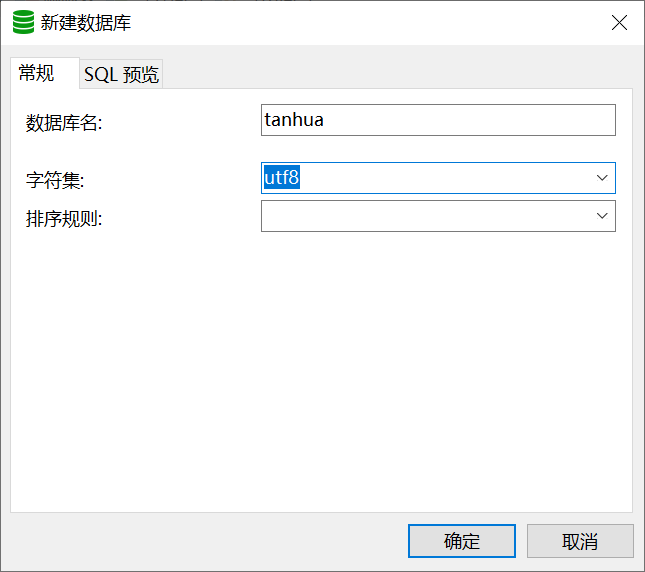 新建数据库
常规
SQL 预览
数据库名:
tanhua
字符集:
utf8
排序规则:
确定
取消